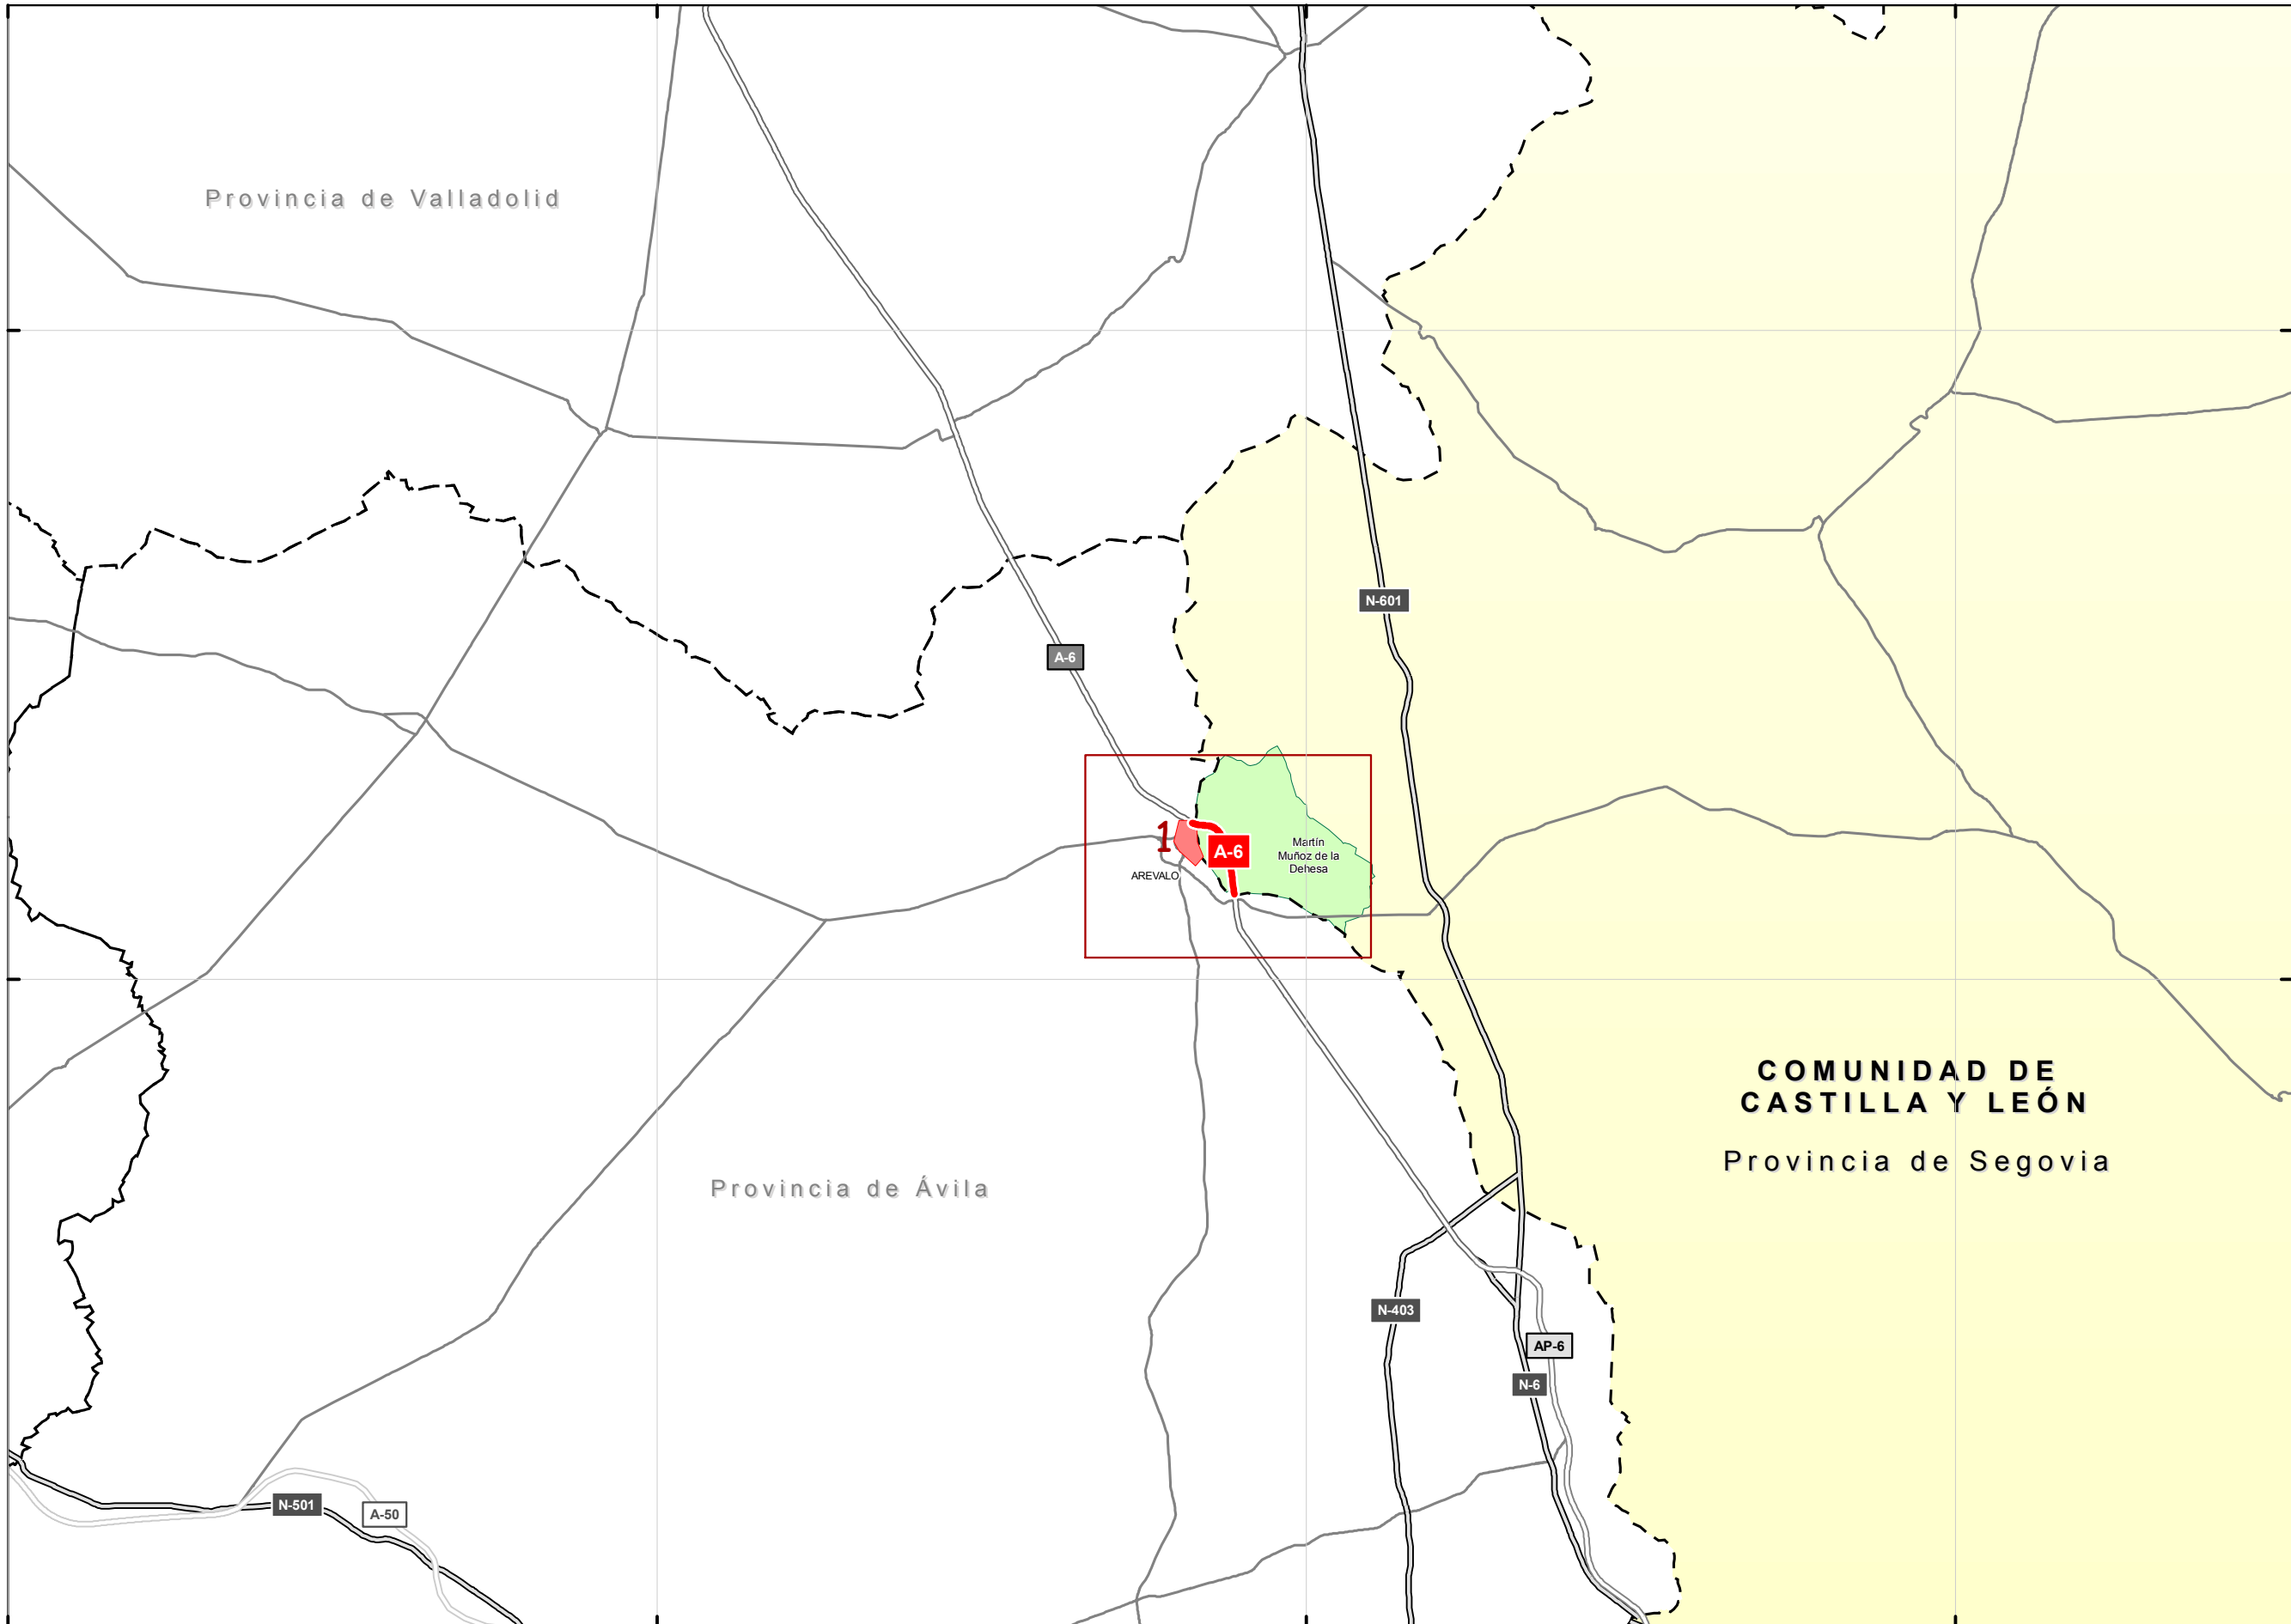 Provincia de Valladolid
N-601
A-6
1
A-6
Martín
Muñoz de la
Dehesa
AREVALO
COMUNIDAD DE
CASTILLA Y LEÓN
Provincia de Segovia
Provincia de Ávila
N-403
AP-6
N-6
N-501
A-50